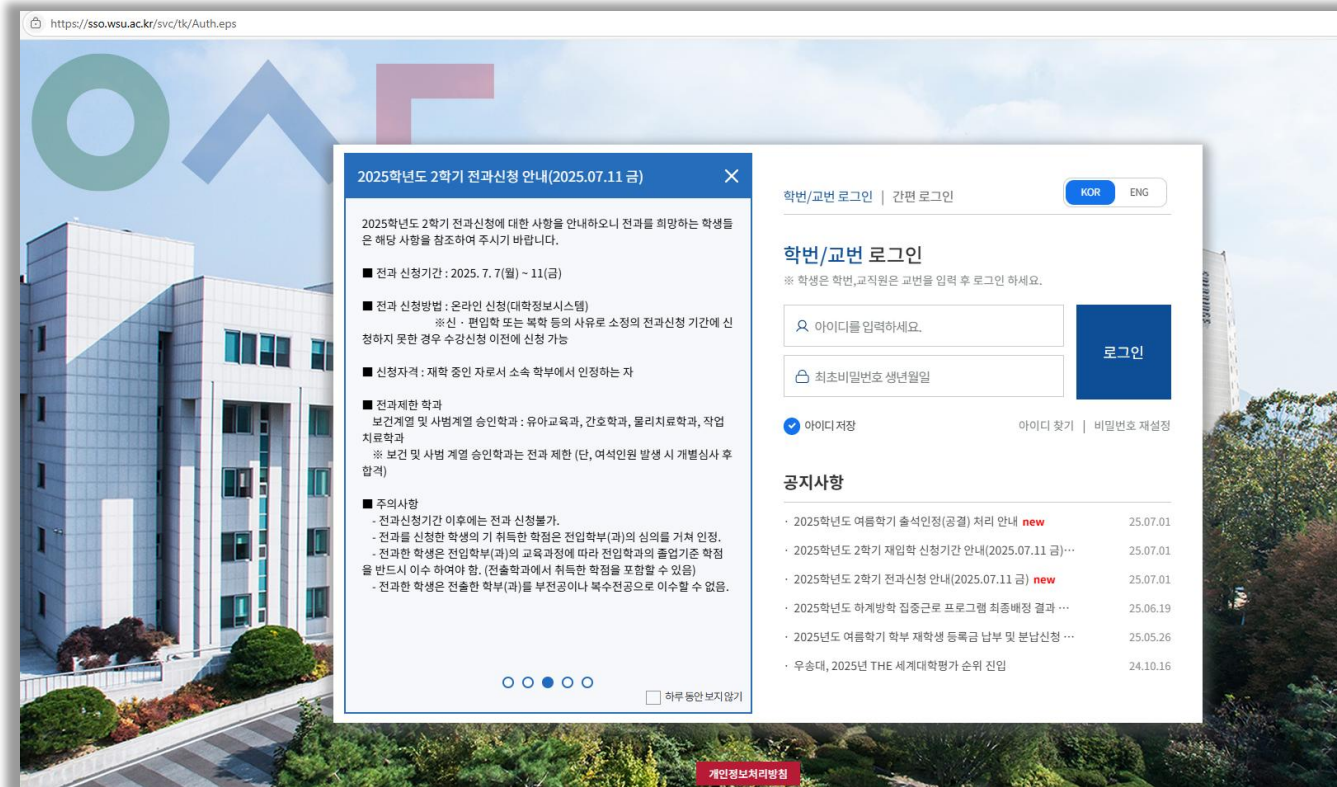 https://sso.wsu.ac.kr/svc/tk/Auth.eps
2025학년도 2학기 전과신청 안내(2025.07.11 금)
2025학년도 2학기 전과신청에 대한 사항을 안내하오니 전과를 희망하는 학생들
은 해당 사항을 참조하여 주시기 바랍니다.
■ 전과 신청기간 : 2025. 7. 7(월) ~ 11(금)
■ 전과 신청방법 : 온라인 신청(대학정보시스템)
※신 · 편입학 또는 복학 등의 사유로 소정의 전과신청 기간에 신
청하지 못한 경우 수강신청 이전에 신청 가능
■ 신청자격 : 재학 중인 자로서 소속 학부에서 인정하는 자
■ 전과제한 학과
보건계열 및 사범계열 승인학과 : 유아교육과, 간호학과, 물리치료학과, 작업
치료학과
※ 보건 및 사범 계열 승인학과는 전과 제한 (단, 여석인원 발생 시 개별심사 후
합격)
■ 주의사항
- 전과신청기간 이후에는 전과 신청불가.
- 전과를 신청한 학생의 기 취득한 학점은 전입학부(과)의 심의를 거쳐 인정.
- 전과한 학생은 전입학부(과)의 교육과정에 따라 전입학과의 졸업기준 학점
을 반드시 이수 하여야 함. (전출학과에서 취득한 학점을 포함할 수 있음)
- 전과한 학생은 전출한 학부(과)를 부전공이나 복수전공으로 이수할 수 없음.
하루 동안 보지 않기
학번/교번 로그인 | 간편 로그인
KOR ENG
학번/교번 로그인
※ 학생은 학번,교직원은 교번을 입력 후 로그인 하세요.
아이디를 입력하세요.
최초비밀번호 생년월일
로그인
아이디 저장
아이디 찾기 | 비밀번호 재설정
공지사항
· 2025학년도 여름학기 출석인정(공결) 처리 안내 new 25.07.01
· 2025학년도 2학기 재입학 신청기간 안내(2025.07.11 금)… 25.07.01
· 2025학년도 2학기 전과신청 안내(2025.07.11 금) new 25.07.01
· 2025학년도 하계방학 집중근로 프로그램 최종배정 결과 … 25.06.19
· 2025년도 여름학기 학부 재학생 등록금 납부 및 분납신청 … 25.05.26
· 우송대, 2025년 THE 세계대학평가 순위 진입 24.10.16
개인정보처리방침